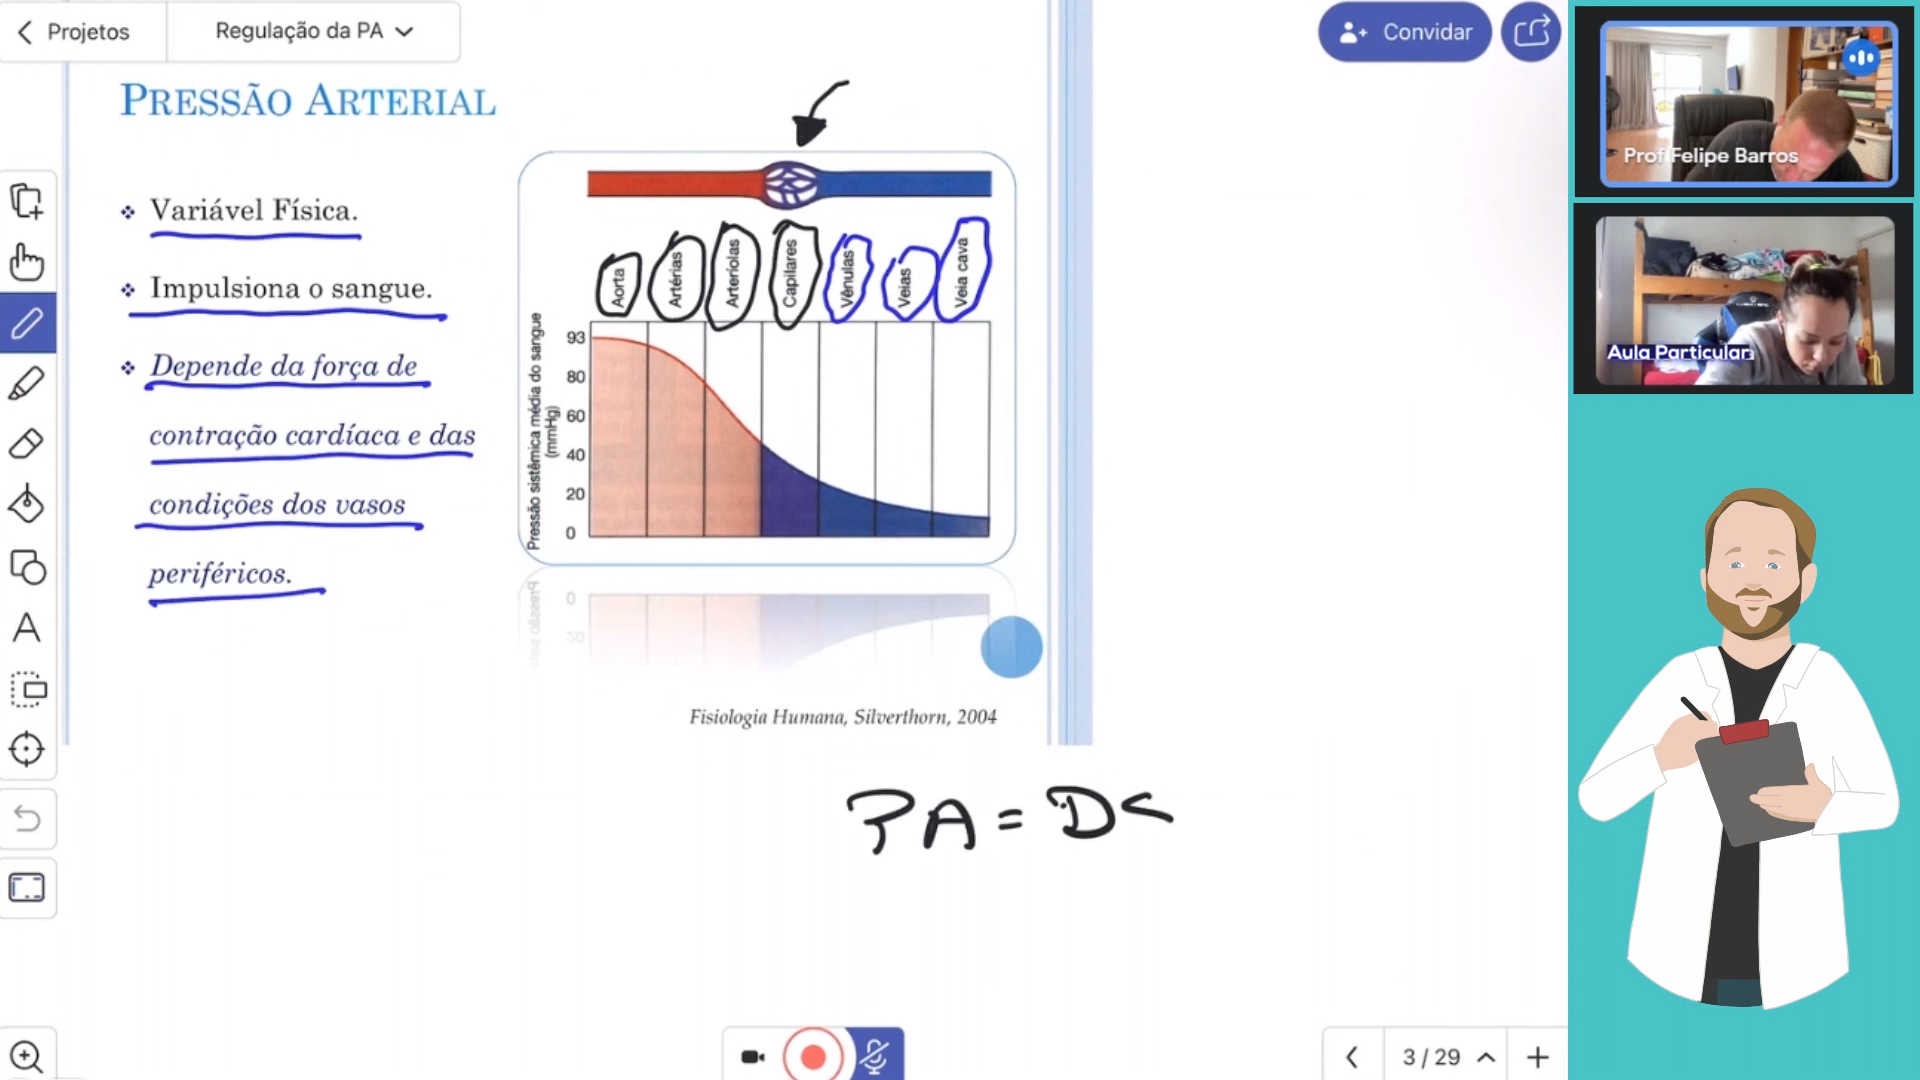 Projetos
Regulação da PA
Convidar
PRESSÃO ARTERIAL
Variável Física.
Impulsiona o sangue.
Depende da força de
contração cardíaca e das
condições dos vasos
periféricos.
Aorta
Artérias
Arteríolas
Capilares
Vênulas
Veias
Veia cava
Pressão sistêmica média do sangue
(mmHg)
93
80
60
40
20
0
Fisiologia Humana, Silverthorn, 2004
PA = D
3 / 29
Prof Felipe Barros
Aula Particular